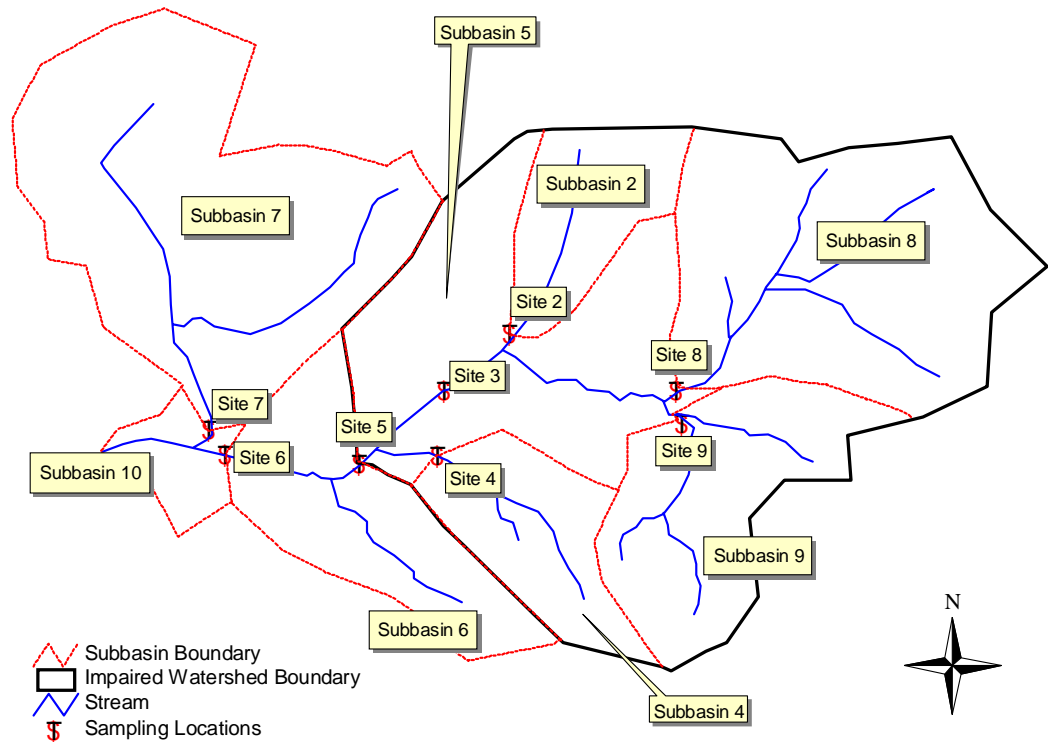 Subbasin 5
Subbasin 2
Subbasin 7
Subbasin 8
Site 2
Site 3
Site 8
Site 7
Site 5
Site 6
Site 4
Site 9
Subbasin 10
Subbasin 9
Subbasin 6
Subbasin 4
N
Subbasin Boundary
Impaired Watershed Boundary
Stream
Sampling Locations